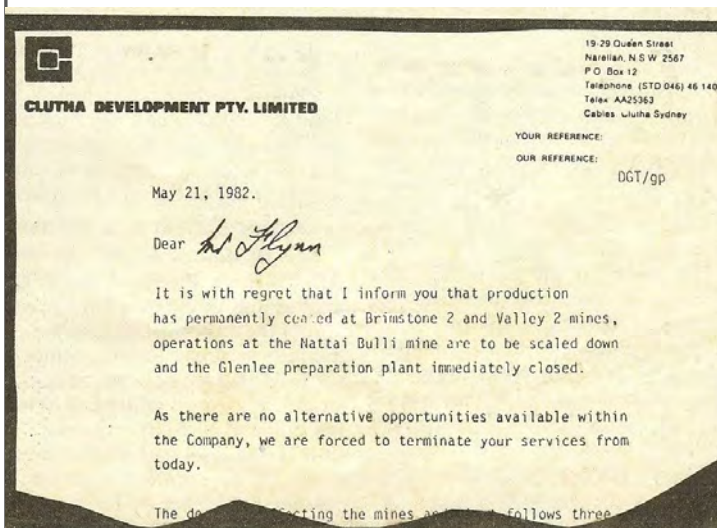 19-29 Queen Street
Narellan, N.S.W. 2567
P.O. Box 12
Telephone (STD 046) 46 140
Telex AA25363
Cables Clutha Sydney
CLUTHA DEVELOPMENT PTY. LIMITED
YOUR REFERENCE:
OUR REFERENCE:
DGT/gp
May 21, 1982.
Dear Mr Flynn
It is with regret that I inform you that production
has permanently ceased at Brimstone 2 and Valley 2 mines,
operations at the Nattai Bulli mine are to be scaled down
and the Glenlee preparation plant immediately closed.
As there are no alternative opportunities available within
the Company, we are forced to terminate your services from
today.
The cting the mines follows three